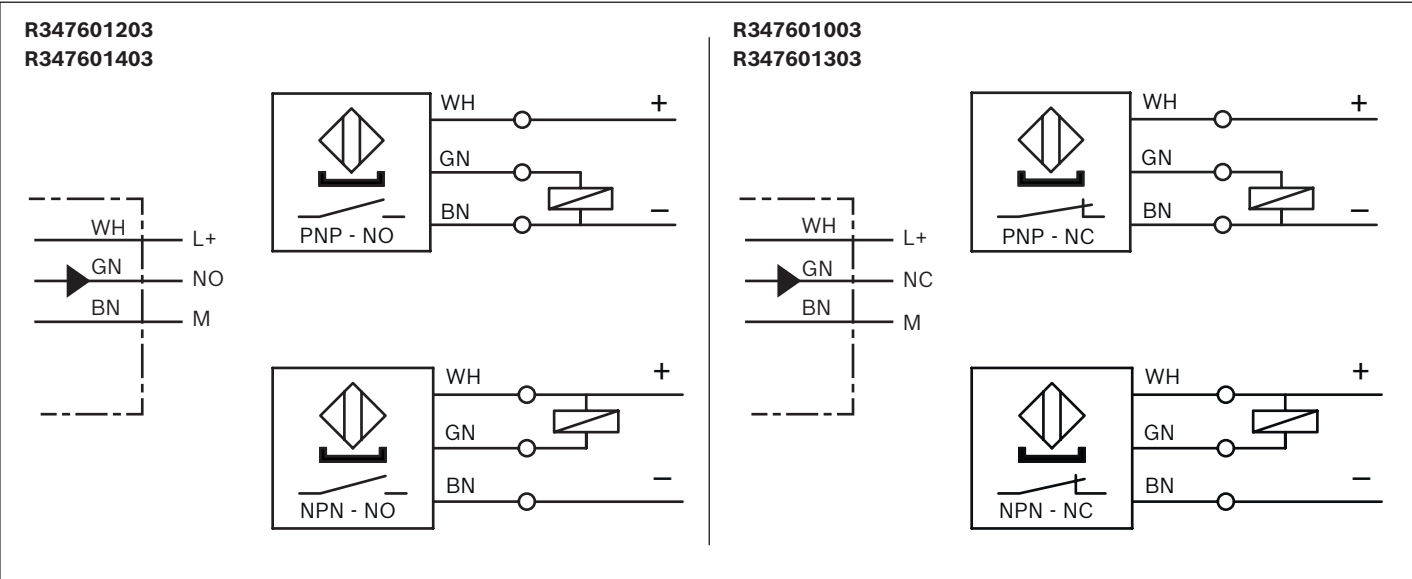 R347601203
R347601403
WH
+
GN
BN
–
PNP - NO
WH
L+
GN
NO
BN
M
WH
+
GN
BN
–
NPN - NO
R347601003
R347601303
WH
+
GN
BN
–
PNP - NC
WH
L+
GN
NC
BN
M
WH
+
GN
BN
–
NPN - NC